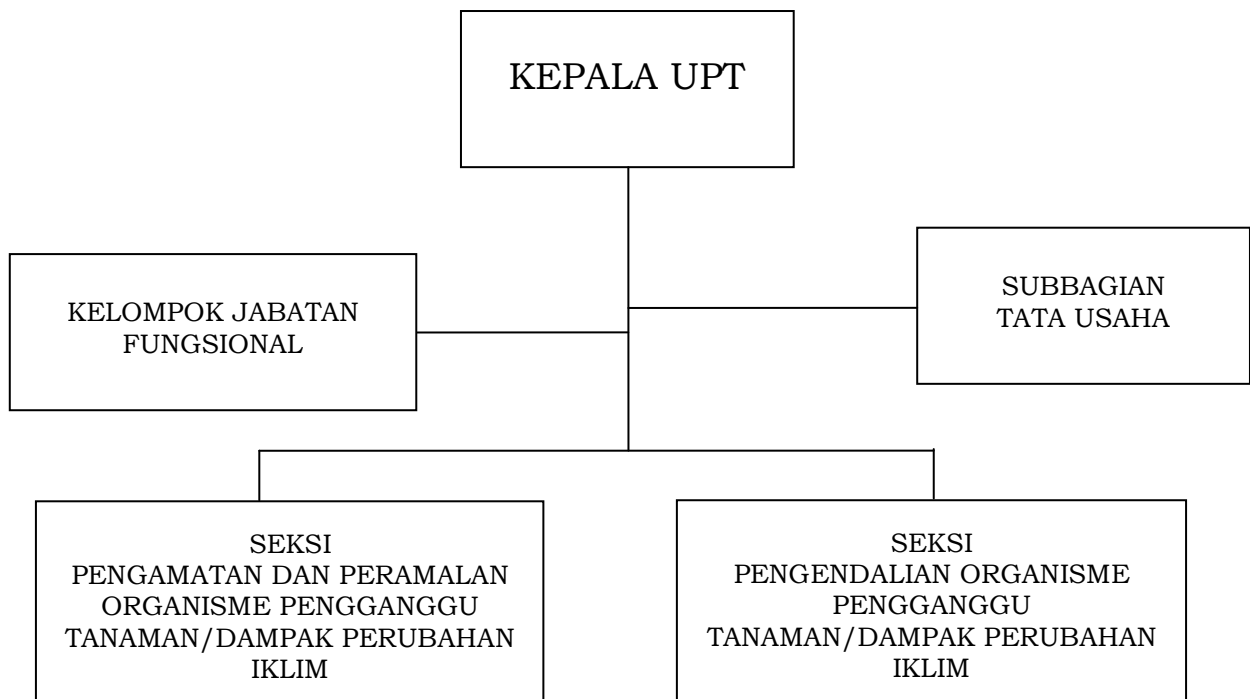 KEPALA UPT
KELOMPOK JABATAN
FUNGSIONAL
SUBBAGIAN
TATA USAHA
SEKSI
PENGAMATAN DAN PERAMALAN
ORGANISME PENGGANGGU
TANAMAN/DAMPAK PERUBAHAN
IKLIM
SEKSI
PENGENDALIAN ORGANISME
PENGGANGGU
TANAMAN/DAMPAK PERUBAHAN
IKLIM